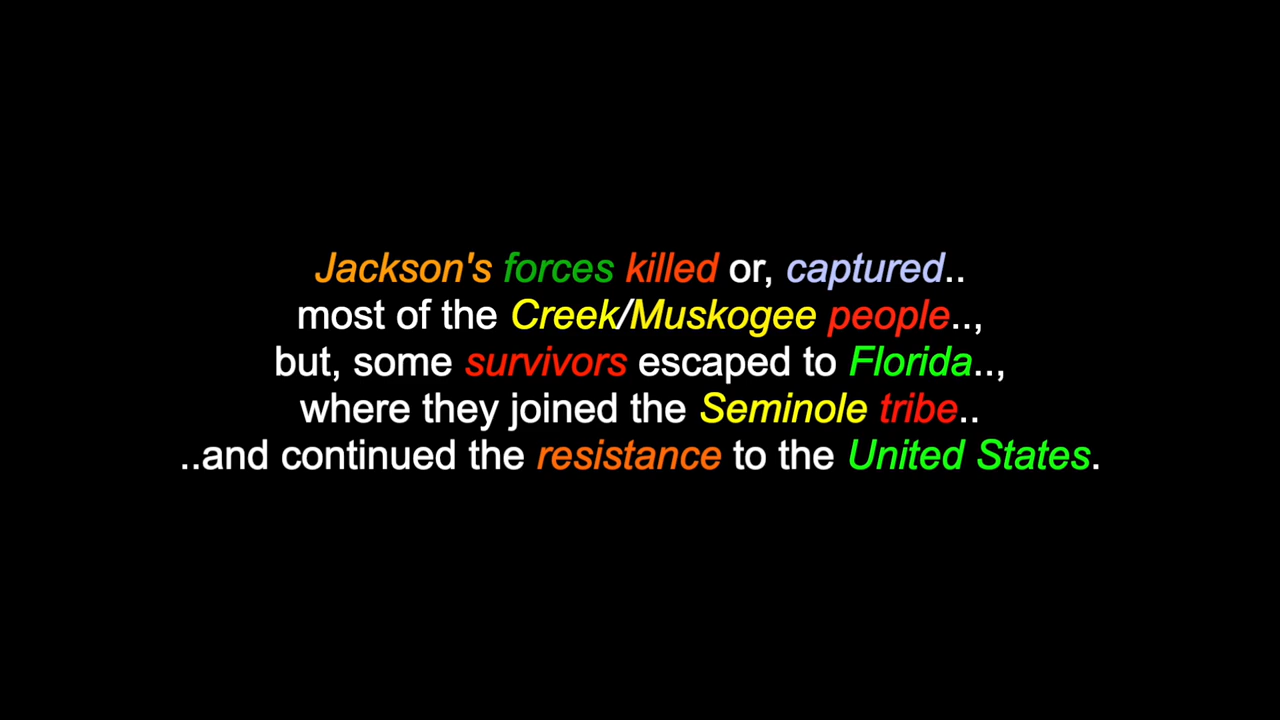 Jackson's forces killed or, captured..
most of the Creek/Muskogee people..,
but, some survivors escaped to Florida..,
where they joined the Seminole tribe..
..and continued the resistance to the United States.